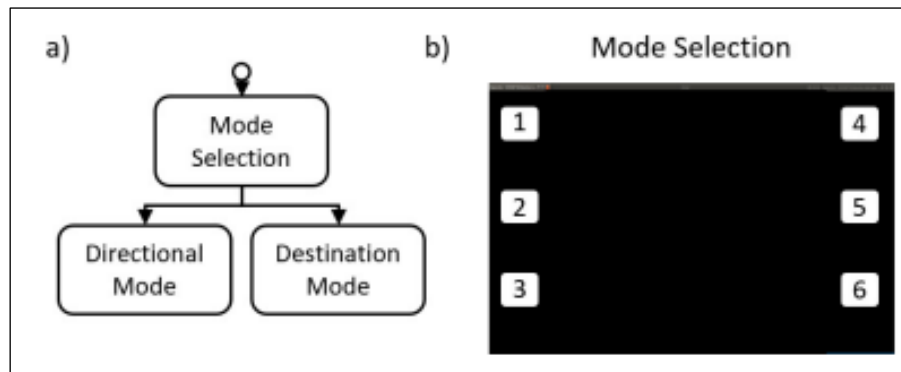 a)
Mode
Selection
Directional
Mode
Destination
Mode
b)
Mode Selection
1
4
2
5
3
6